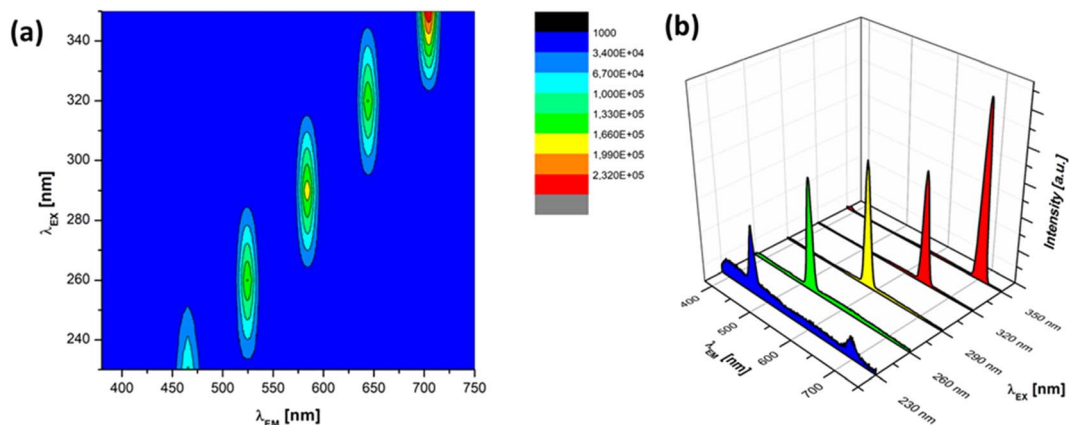 (a)
340
320
300
280
260
240
λEX [nm]
400
450
500
550
600
650
700
750
λEM [nm]
1000
3,400E+04
6,700E+04
1,000E+05
1,330E+05
1,660E+05
1,990E+05
2,320E+05
(b)
Intensity [a.u.]
400
500
600
700
λEM [nm]
350 nm
320 nm
290 nm
260 nm
230 nm
λEX [nm]